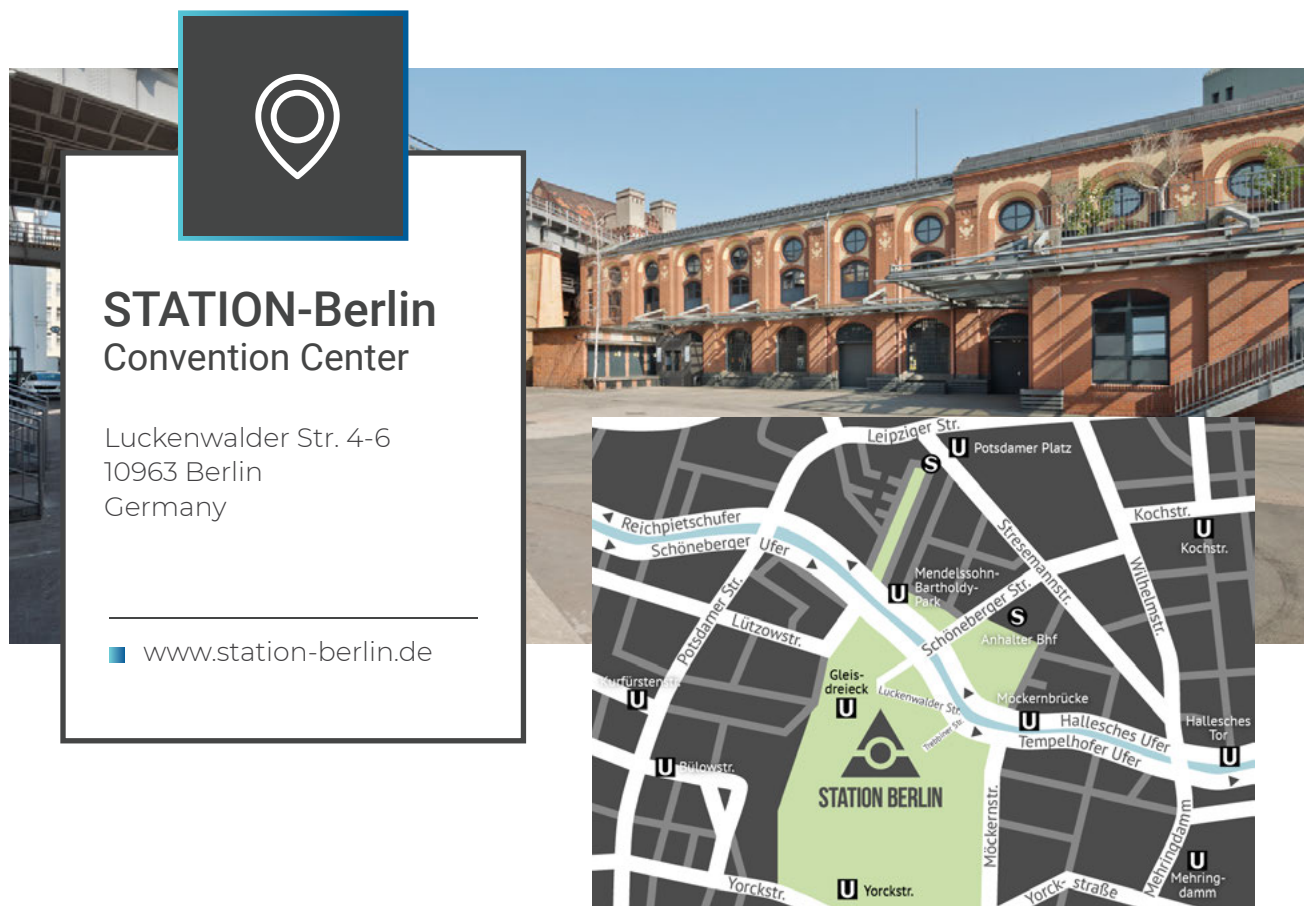 STATION-Berlin
Convention Center
Luckenwalder Str. 4-6
10963 Berlin
Germany
www.station-berlin.de
Leipziger Str.
U Potsdamer Platz
S
Reichpietschufer
Schöneberger Ufer
Kochstr.
U
Kochstr.
Stresemannstr.
Wilhelmstr.
Potsdamer Str.
Lützowstr.
U
Mendelssohn-
Bartholdy-
Park
Schöneberger Str.
S
Anhalter Bhf
Kurfürstenstr.
U
Gleis-
dreieck
U
Luckenwalder Str.
Trebbiner Str.
Möckernbrücke
U
Hallesches Ufer
Tempelhofer Ufer
Hallesches
Tor
U
U Bülowstr.
STATION BERLIN
Möckernstr.
Mehringdamm
U
Mehring-
damm
Yorckstr.
U Yorckstr.
Yorck- straße